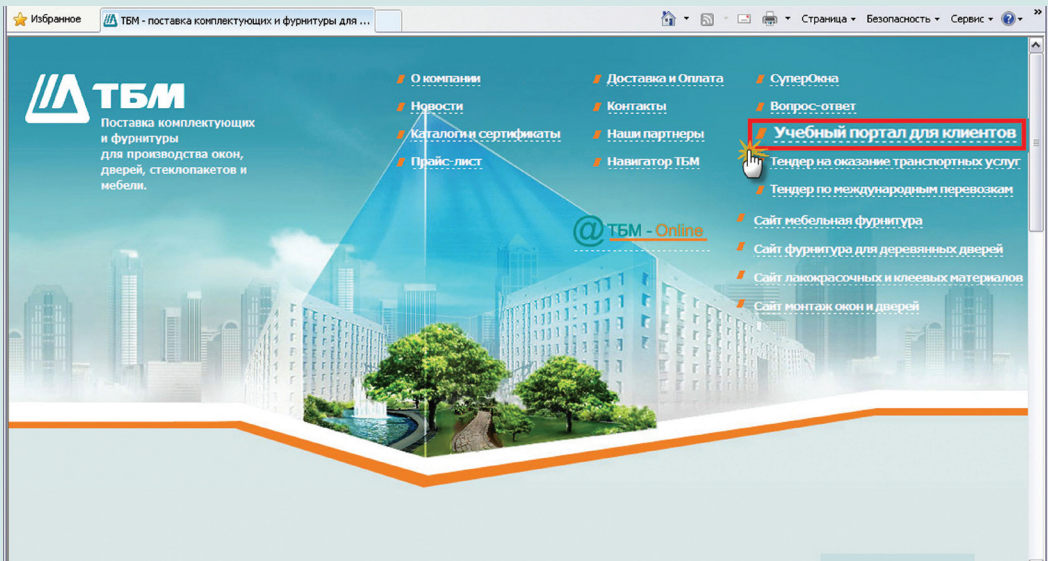 Избранное
ТБМ - поставка комплектующих и фурнитуры для ...
Страница
Безопасность
Сервис
»
ТБМ
Поставка комплектующих
и фурнитуры
для производства окон,
дверей, стеклопакетов и
мебели.
О компании
Новости
Каталоги и сертификаты
Прайс-лист
Доставка и Оплата
Контакты
Наши партнеры
Навигатор ТБМ
@ ТБМ - Online
СуперОкна
Вопрос-ответ
Учебный портал для клиентов
Тендер на оказание транспортных услуг
Тендер по международным перевозкам
Сайт мебельная фурнитура
Сайт фурнитура для деревянных дверей
Сайт лакокрасочных и клеевых материалов
Сайт монтаж окон и дверей